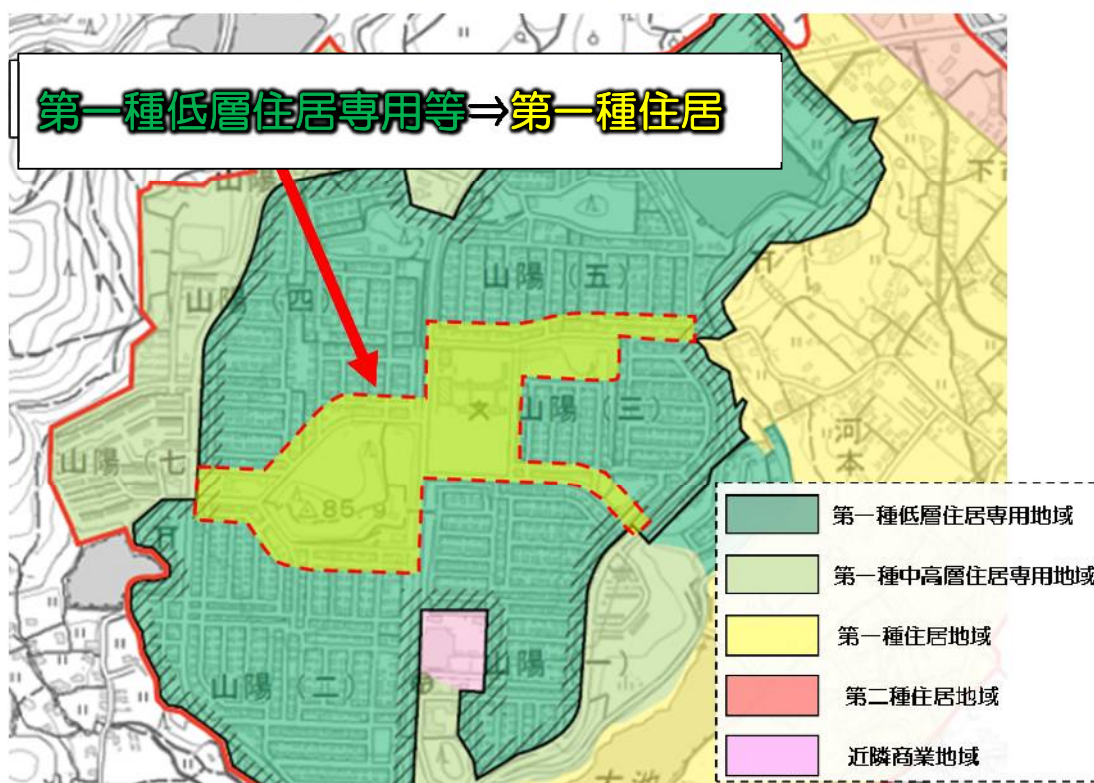 第一種低層住居専用等⇒第一種住居
山陽
下市
山陽（四）
山陽（五）
山陽（三）
河本
山陽（七
85.9
山陽（二）
山陽（一）
第一種低層住居専用地域
第一種中高層住居専用地域
第一種住居地域
第二種住居地域
近隣商業地域